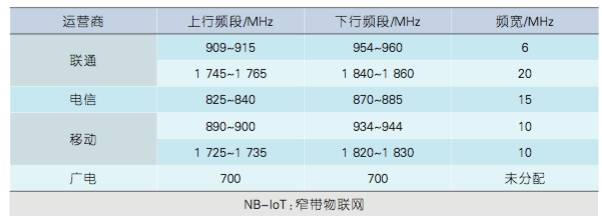 运营商 上行频段/MHz 下行频段/MHz 频宽/MHz
联通 909~915 954~960 6
1 745~1 765 1 840~1 860 20
电信 825~840 870~885 15
移动 890~900 934~944 10
1 725~1 735 1 820~1 830 10
广电 700 700 未分配
NB-IoT:窄带物联网